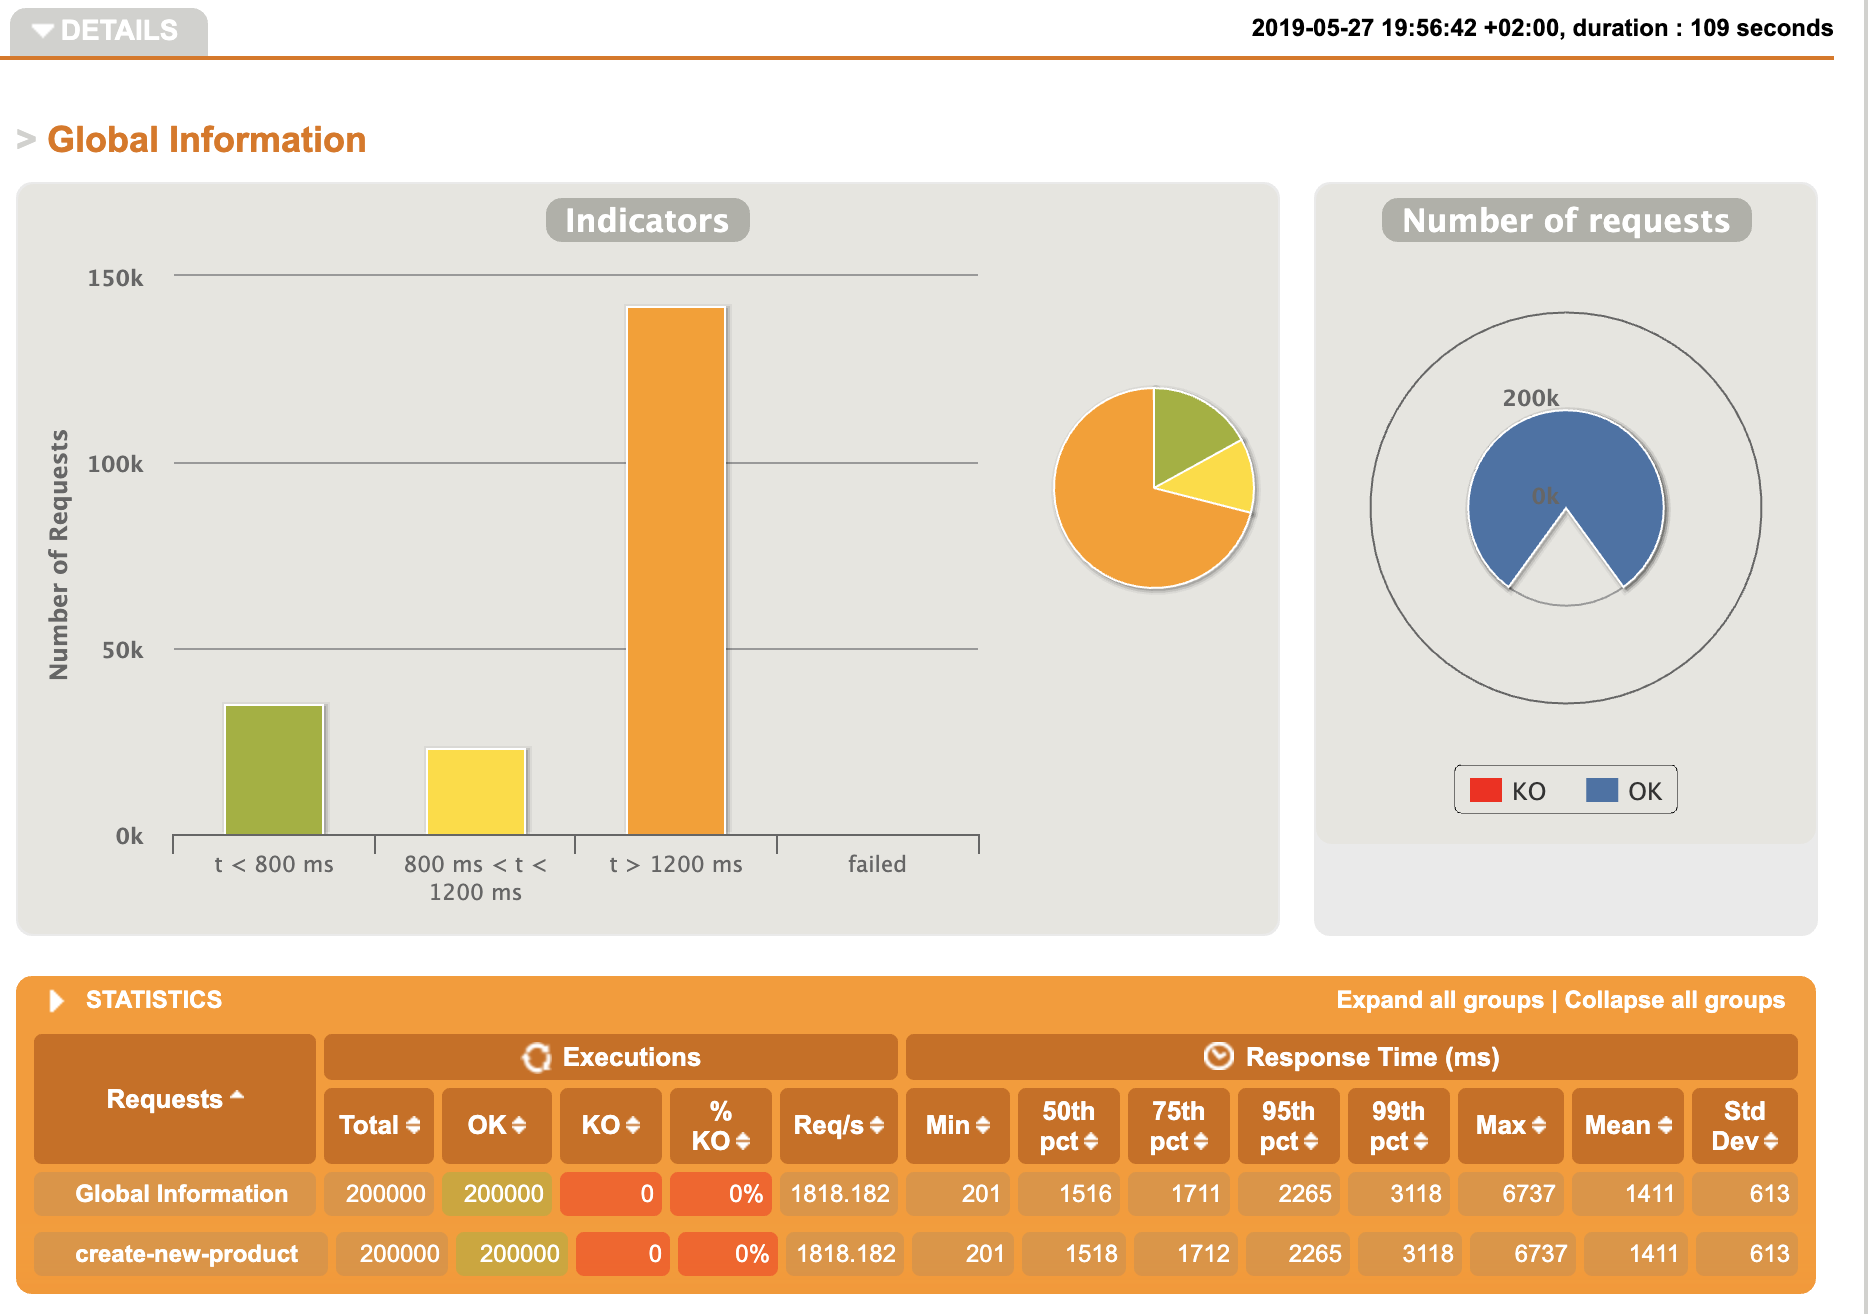 DETAILS
2019-05-27 19:56:42 +02:00, duration : 109 seconds
> Global Information
Indicators
150k
100k
50k
0k
Number of Requests
t < 800 ms
800 ms < t <
1200 ms
t > 1200 ms
failed
Number of requests
200k
0k
KO OK
STATISTICS
Expand all groups | Collapse all groups
Requests
Executions
Response Time (ms)
Total OK KO % KO Req/s Min 50th pct 75th pct 95th pct 99th pct Max Mean Std Dev
Global Information 200000 200000 0 0% 1818.182 201 1516 1711 2265 3118 6737 1411 613
create-new-product 200000 200000 0 0% 1818.182 201 1518 1712 2265 3118 6737 1411 613